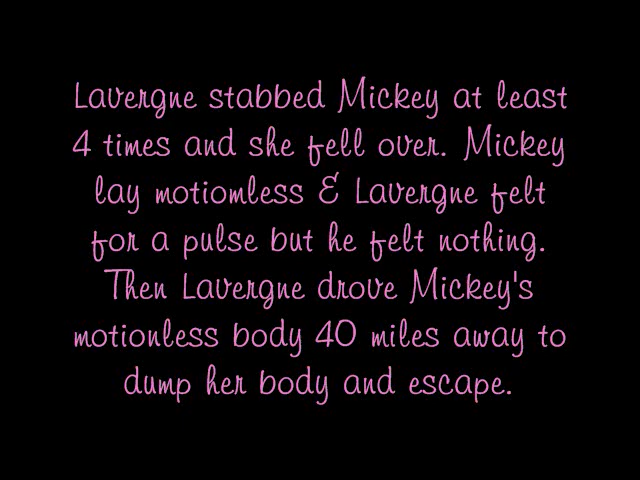 Lavergne stabbed Mickey at least
4 times and she fell over. Mickey
lay motiomless & Lavergne felt
for a pulse but he felt nothing.
Then Lavergne drove Mickey's
motionless body 40 miles away to
dump her body and escape.